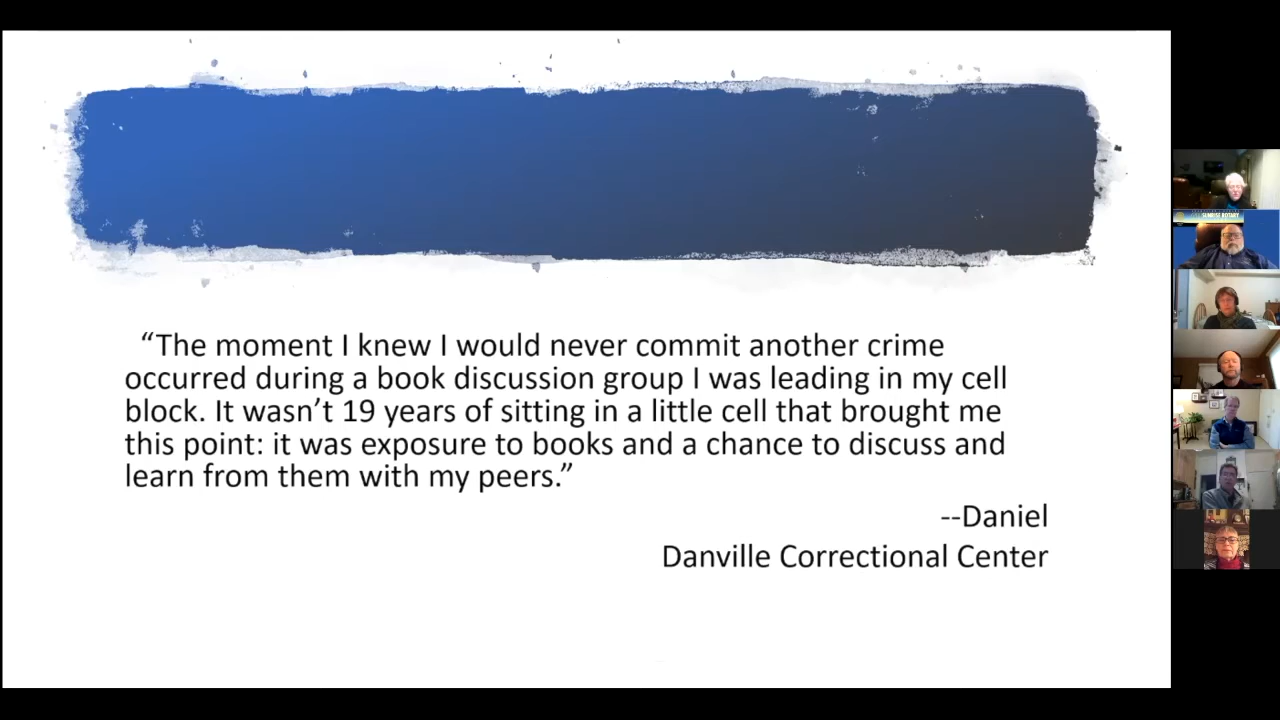 “The moment I knew I would never commit another crime
occurred during a book discussion group I was leading in my cell
block. It wasn’t 19 years of sitting in a little cell that brought me
this point: it was exposure to books and a chance to discuss and
learn from them with my peers.”
--Daniel
Danville Correctional Center
SUNRISE ROTARY